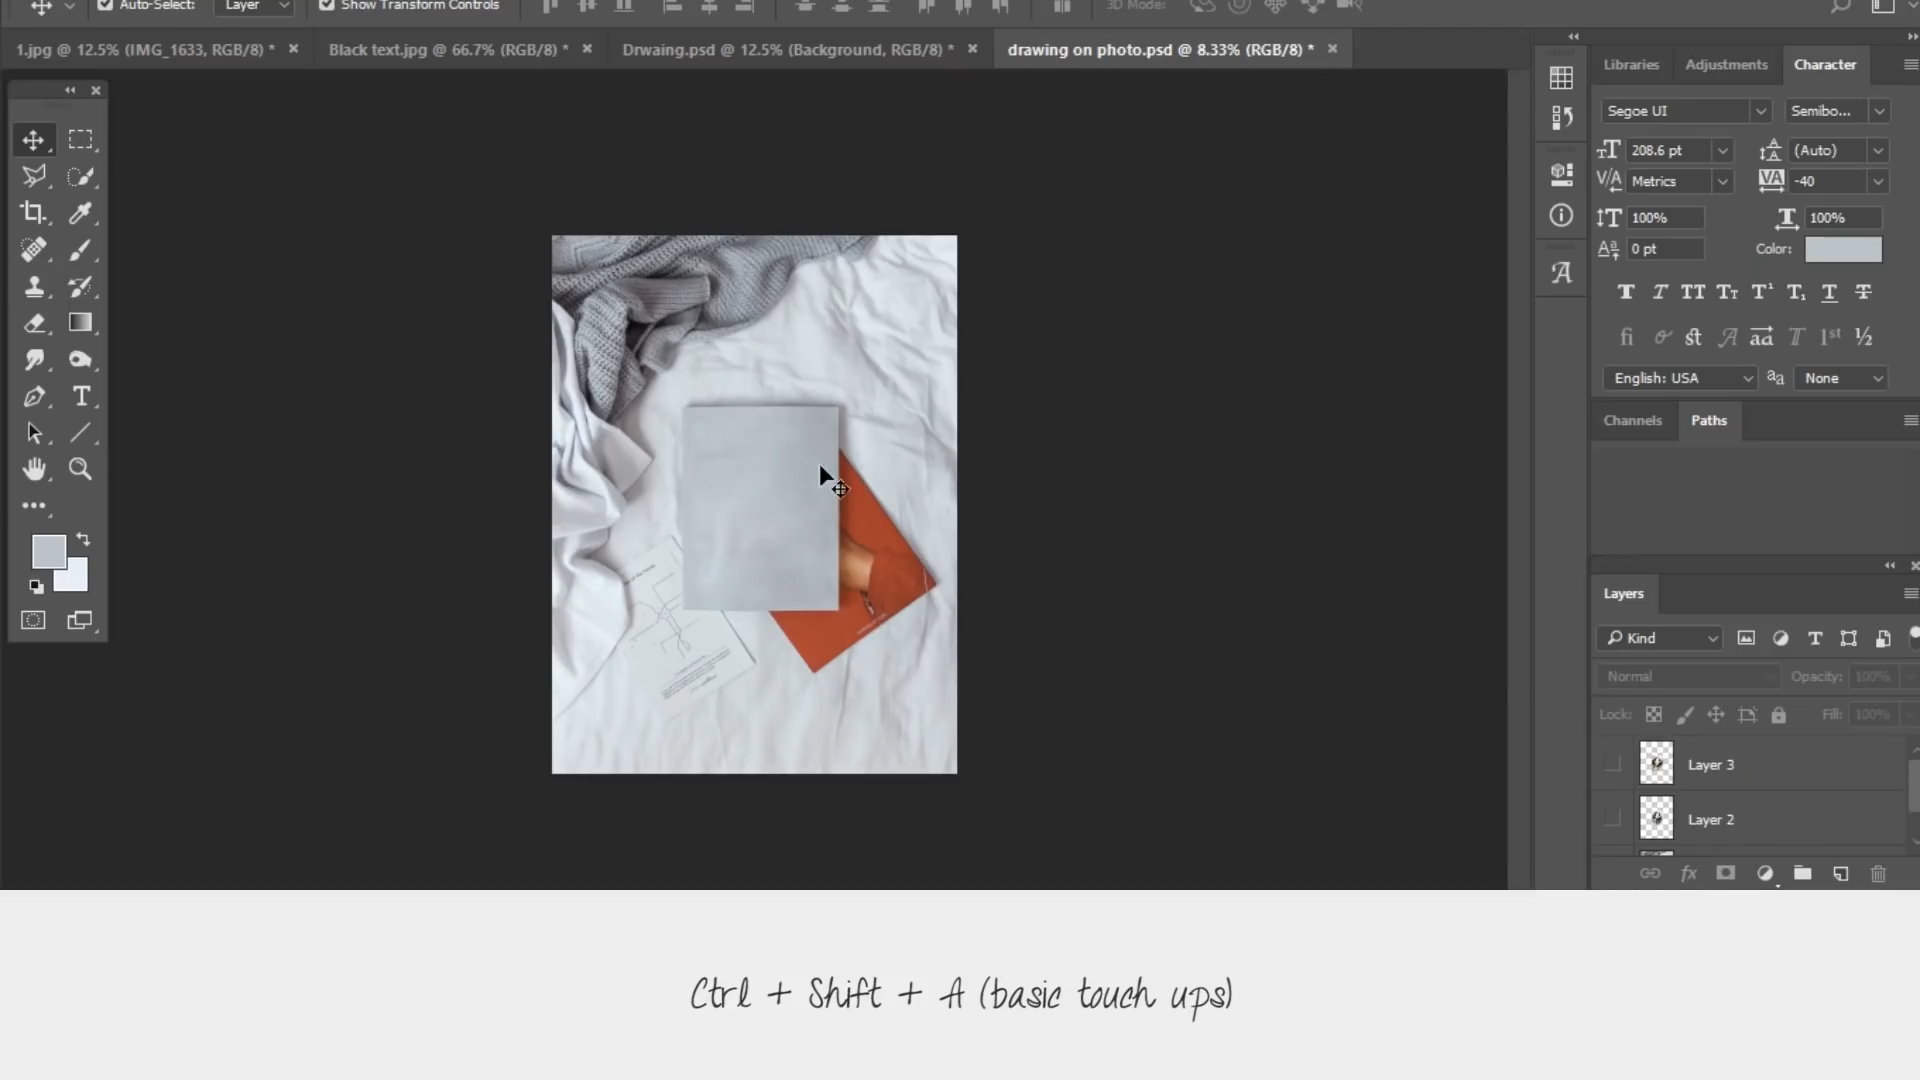 Auto-Select: Layer Show Transform Controls 3D Mode:
1.jpg @ 12.5% (IMG_1633, RGB/8) * Black text.jpg @ 66.7% (RGB/8) * Drwaing.psd @ 12.5% (Background, RGB/8) * drawing on photo.psd @ 8.33% (RGB/8) *
Libraries Adjustments Character
Segoe UI Semibo...
208.6 pt (Auto)
Metrics -40
100% 100%
0 pt Color:
English: USA None
Channels Paths
Layers
Kind
Normal Opacity: 100%
Lock: Fill: 100%
Layer 3
Layer 2
Ctrl + Shift + A (basic touch ups)